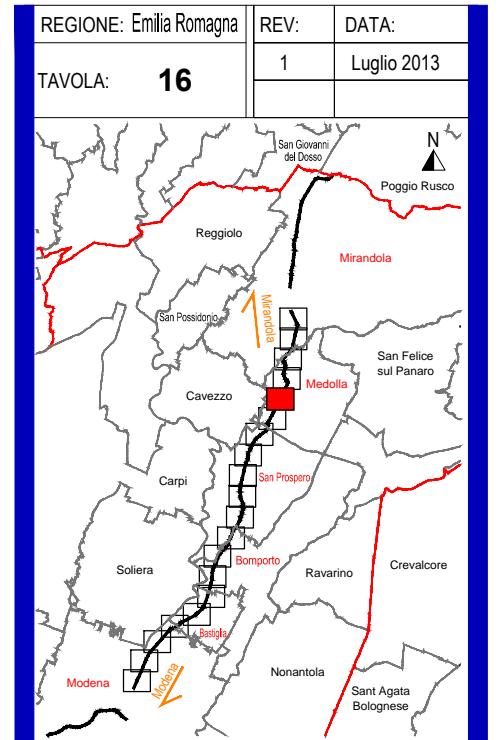 REGIONE: Emilia Romagna
REV:
DATA:
TAVOLA: 16
1
Luglio 2013
San Giovanni
del Dosso
N
Poggio Rusco
Reggiolo
Mirandola
Mirandola
San Possidonio
San Felice
sul Panaro
Medolla
Cavezzo
San Prospero
Carpi
Bomporto
Soliera
Ravarino
Crevalcore
Bastiglia
Modena
Modena
Nonantola
Sant Agata
Bolognese